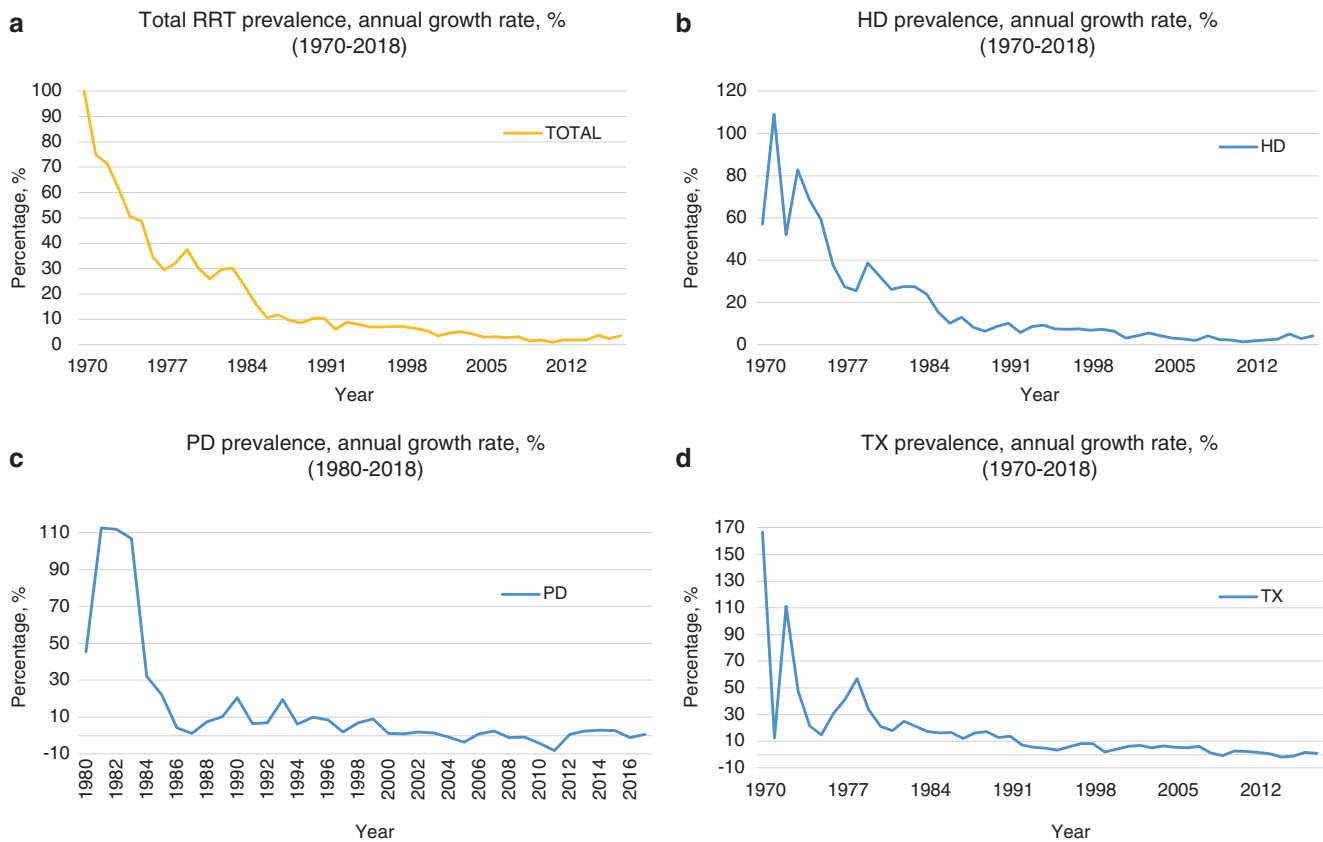 a
Total RRT prevalence, annual growth rate, %
(1970-2018)
Percentage, %
100
90
80
70
60
50
40
30
20
10
0
TOTAL
1970 1977 1984 1991 1998 2005 2012
Year
b
HD prevalence, annual growth rate, %
(1970-2018)
Percentage, %
120
100
80
60
40
20
0
HD
1970 1977 1984 1991 1998 2005 2012
Year
c
PD prevalence, annual growth rate, %
(1980-2018)
Percentage, %
110
90
70
50
30
10
-10
PD
1980 1982 1984 1986 1988 1990 1992 1994 1996 1998 2000 2002 2004 2006 2008 2010 2012 2014 2016
Year
d
TX prevalence, annual growth rate, %
(1970-2018)
Percentage, %
170
150
130
110
90
70
50
30
10
-10
TX
1970 1977 1984 1991 1998 2005 2012
Year